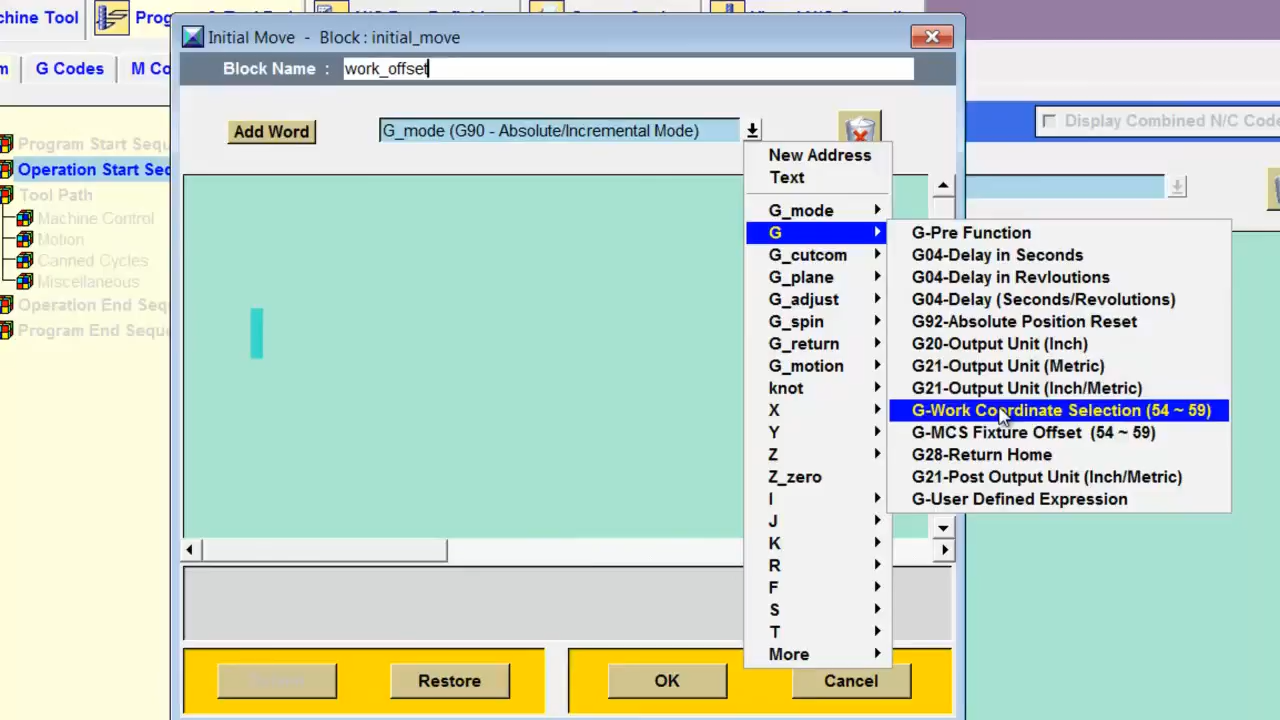 chine Tool
Initial Move - Block : initial_move
Block Name :
work_offset
G Codes
M Co
Add Word
G_mode (G90 - Absolute/Incremental Mode)
Display Combined N/C Code
Program Start Sequ
Operation Start Sec
Tool Path
Machine Control
Motion
Canned Cycles
Miscellaneous
Operation End Sequ
Program End Seque
New Address
Text
G_mode
G
G_cutcom
G_plane
G_adjust
G_spin
G_return
G_motion
knot
X
Y
Z
Z_zero
I
J
K
R
F
S
T
More
G-Pre Function
G04-Delay in Seconds
G04-Delay in Revloutions
G04-Delay (Seconds/Revolutions)
G92-Absolute Position Reset
G20-Output Unit (Inch)
G21-Output Unit (Metric)
G21-Output Unit (Inch/Metric)
G-Work Coordinate Selection (54 ~ 59)
G-MCS Fixture Offset (54 ~ 59)
G28-Return Home
G21-Post Output Unit (Inch/Metric)
G-User Defined Expression
Restore
OK
Cancel